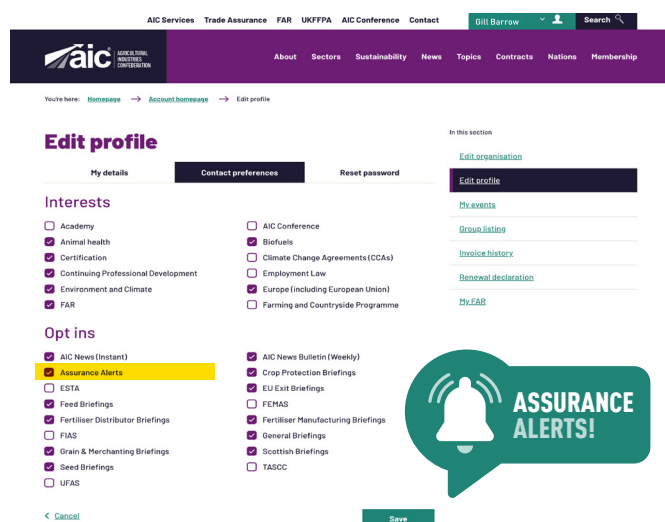 AIC Services Trade Assurance FAR UKFFPA AIC Conference Contact
Gill Barrow
Search
aic
AGRICULTURAL
INDUSTRIES
CONFEDERATION
About Sectors Sustainability News Topics Contracts Nations Membership
You're here: Homepage → Account homepage → Edit profile
Edit profile
My details Contact preferences Reset password
Interests
Academy
Animal health
Certification
Continuing Professional Development
Environment and Climate
FAR
AIC Conference
Biofuels
Climate Change Agreements (CCAs)
Employment Law
Europe (including European Union)
Farming and Countryside Programme
Opt ins
AIC News (Instant)
Assurance Alerts
ESTA
Feed Briefings
Fertiliser Distributor Briefings
FIAS
Grain & Merchanting Briefings
Seed Briefings
UFAS
AIC News Bulletin (Weekly)
Crop Protection Briefings
EU Exit Briefings
FEMAS
Fertiliser Manufacturing Briefings
General Briefings
Scottish Briefings
TASCC
Cancel
Save
In this section
Edit organisation
Edit profile
My events
Group listing
Invoice history
Renewal declaration
My FAR
ASSURANCE
ALERTS!